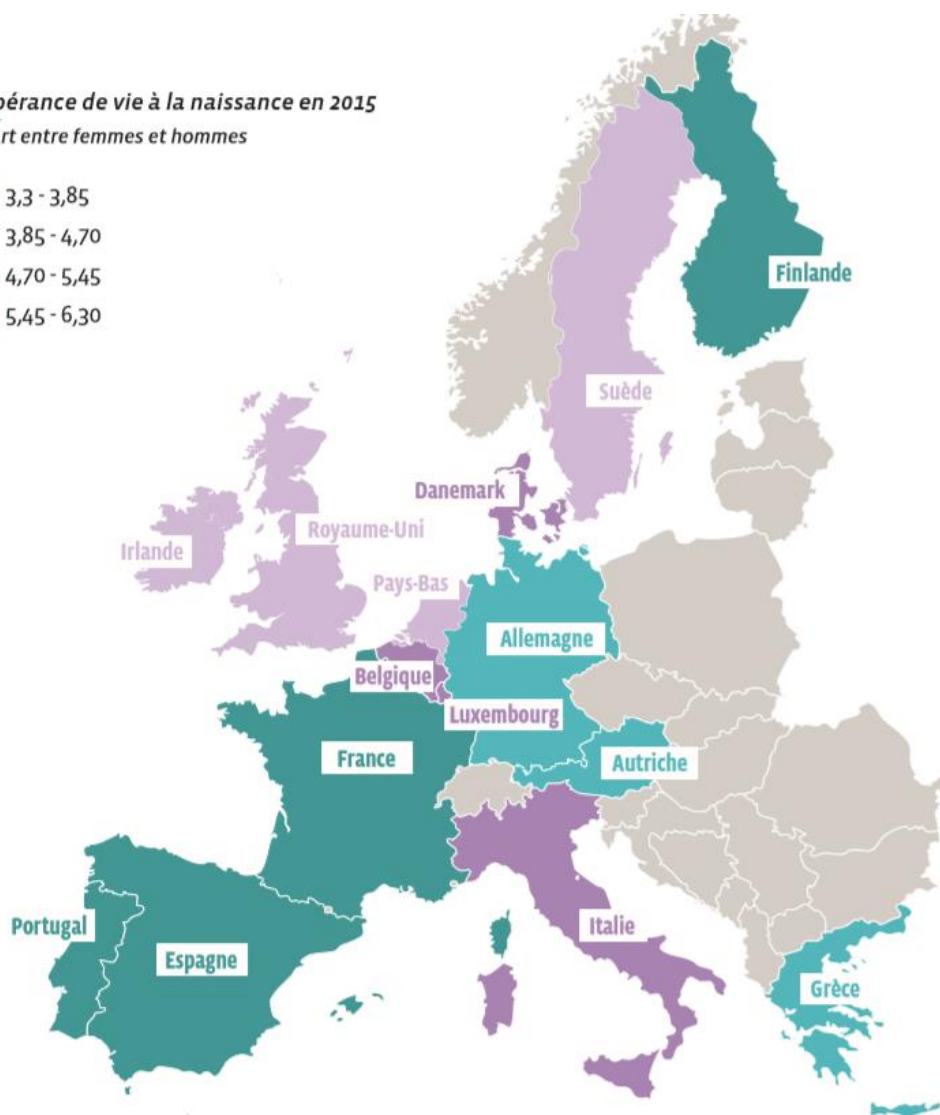 pérance de vie à la naissance en 2015
rt entre femmes et hommes
3,3 - 3,85
3,85 - 4,70
4,70 - 5,45
5,45 - 6,30
Finlande
Suède
Danemark
Royaume-Uni
Irlande
Pays-Bas
Allemagne
Belgique
Luxembourg
France
Autriche
Portugal
Italie
Espagne
Grèce